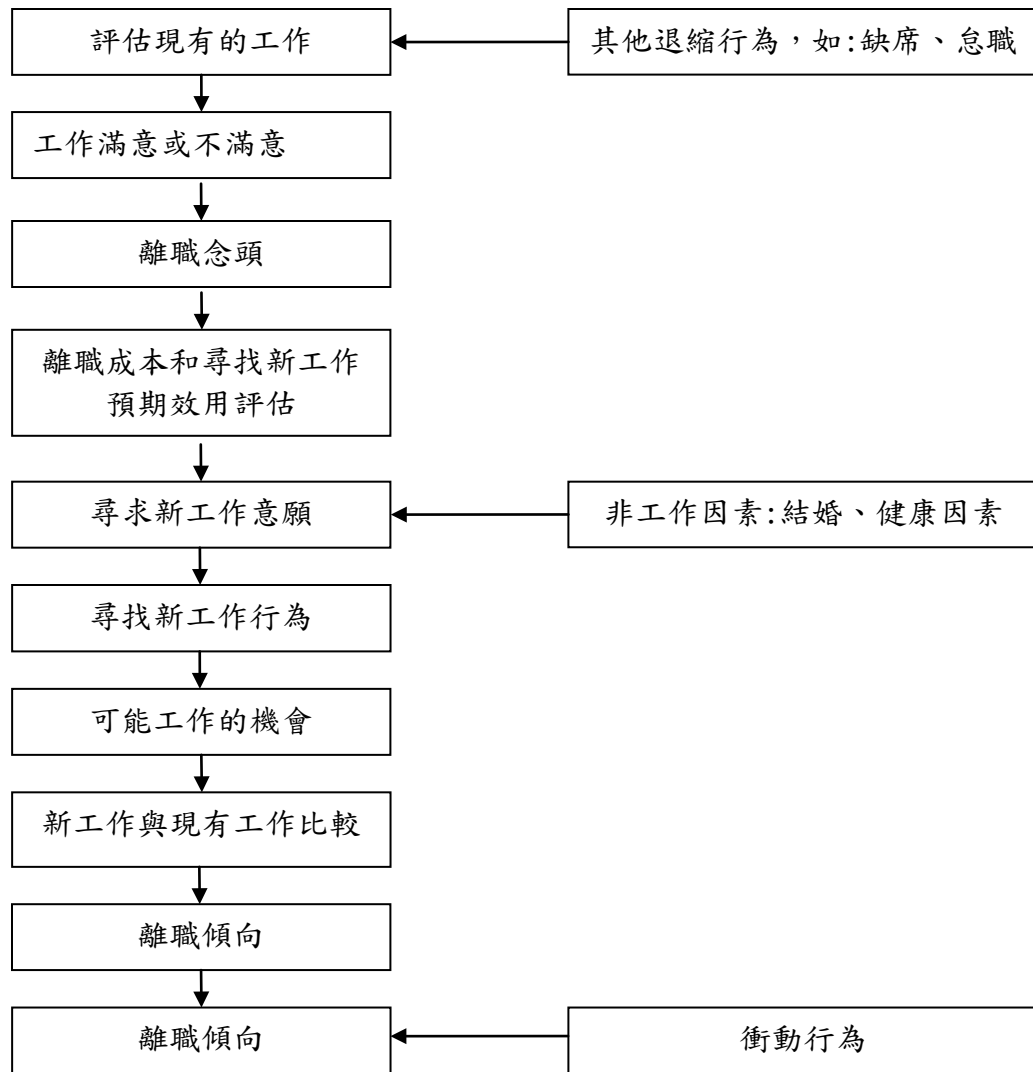 評估現有的工作
其他退縮行為，如:缺席、怠職
工作滿意或不滿意
離職念頭
離職成本和尋找新工作
預期效用評估
尋求新工作意願
非工作因素:結婚、健康因素
尋找新工作行為
可能工作的機會
新工作與現有工作比較
離職傾向
離職傾向
衝動行為